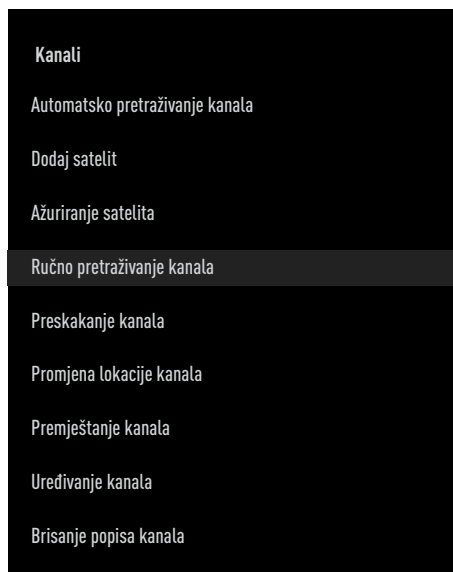 Kanali
Automatsko pretraživanje kanala
Dodaj satelit
Ažuriranje satelita
Ručno pretraživanje kanala
Preskakanje kanala
Promjena lokacije kanala
Premještanje kanala
Uređivanje kanala
Brisanje popisa kanala